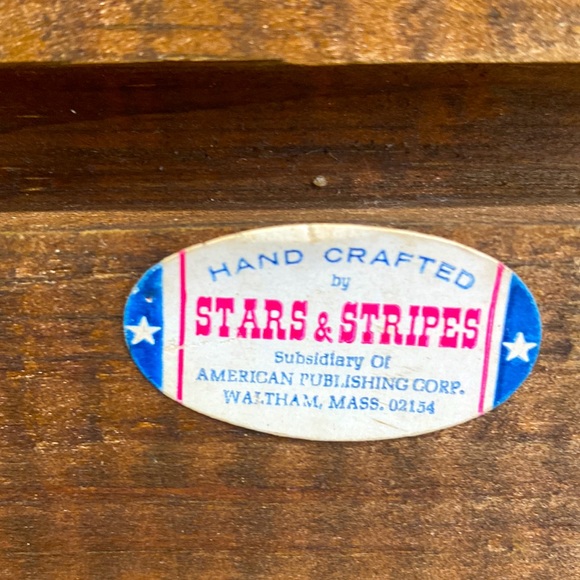 HAND CRAFTED
by
STARS & STRIPES
Subsidiary Of
AMERICAN PUBLISHING CORP.
WALTHAM, MASS. 02154